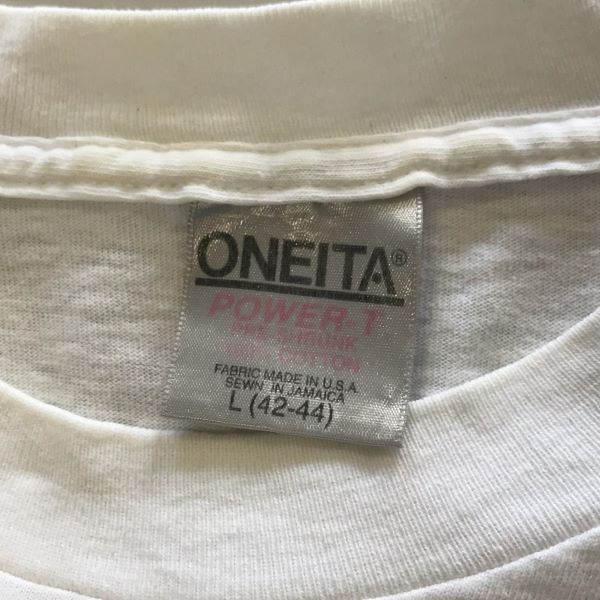 ONEITA®
POWER-T
PRE-SHRUNK
COTTON
FABRIC MADE IN U.S.A
SEWN IN JAMAICA
L (42-44)